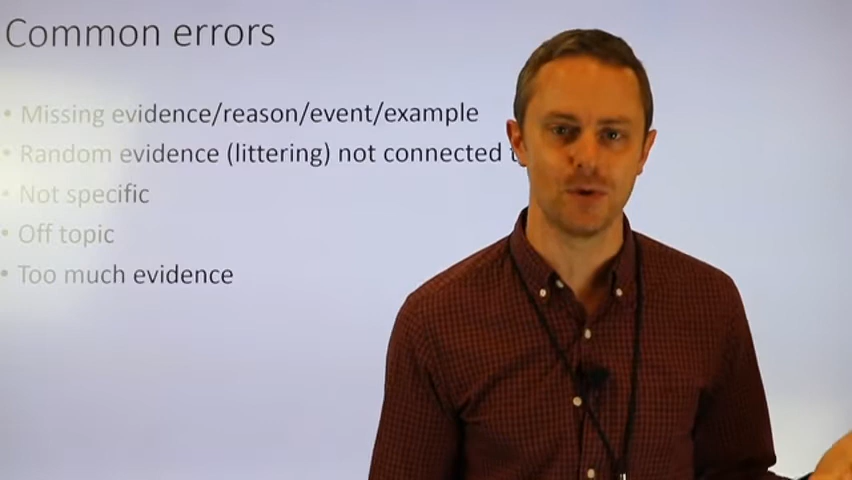 Common errors
• Missing evidence/reason/event/example
• Random evidence (littering) not connected
• Not specific
• Off topic
• Too much evidence